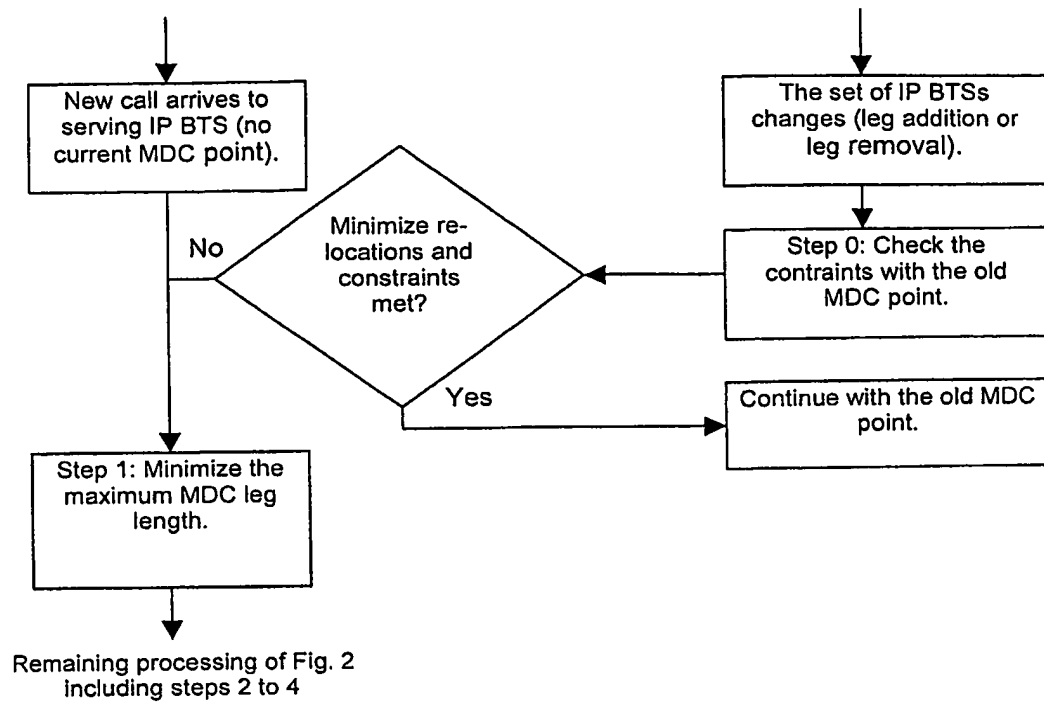 New call arrives to
serving IP BTS (no
current MDC point).
The set of IP BTSs
changes (leg addition or
leg removal).
Minimize re-
locations and
constraints
met?
No
Yes
Step 0: Check the
contraints with the old
MDC point.
Continue with the old MDC
point.
Step 1: Minimize the
maximum MDC leg
length.
Remaining processing of Fig. 2
including steps 2 to 4